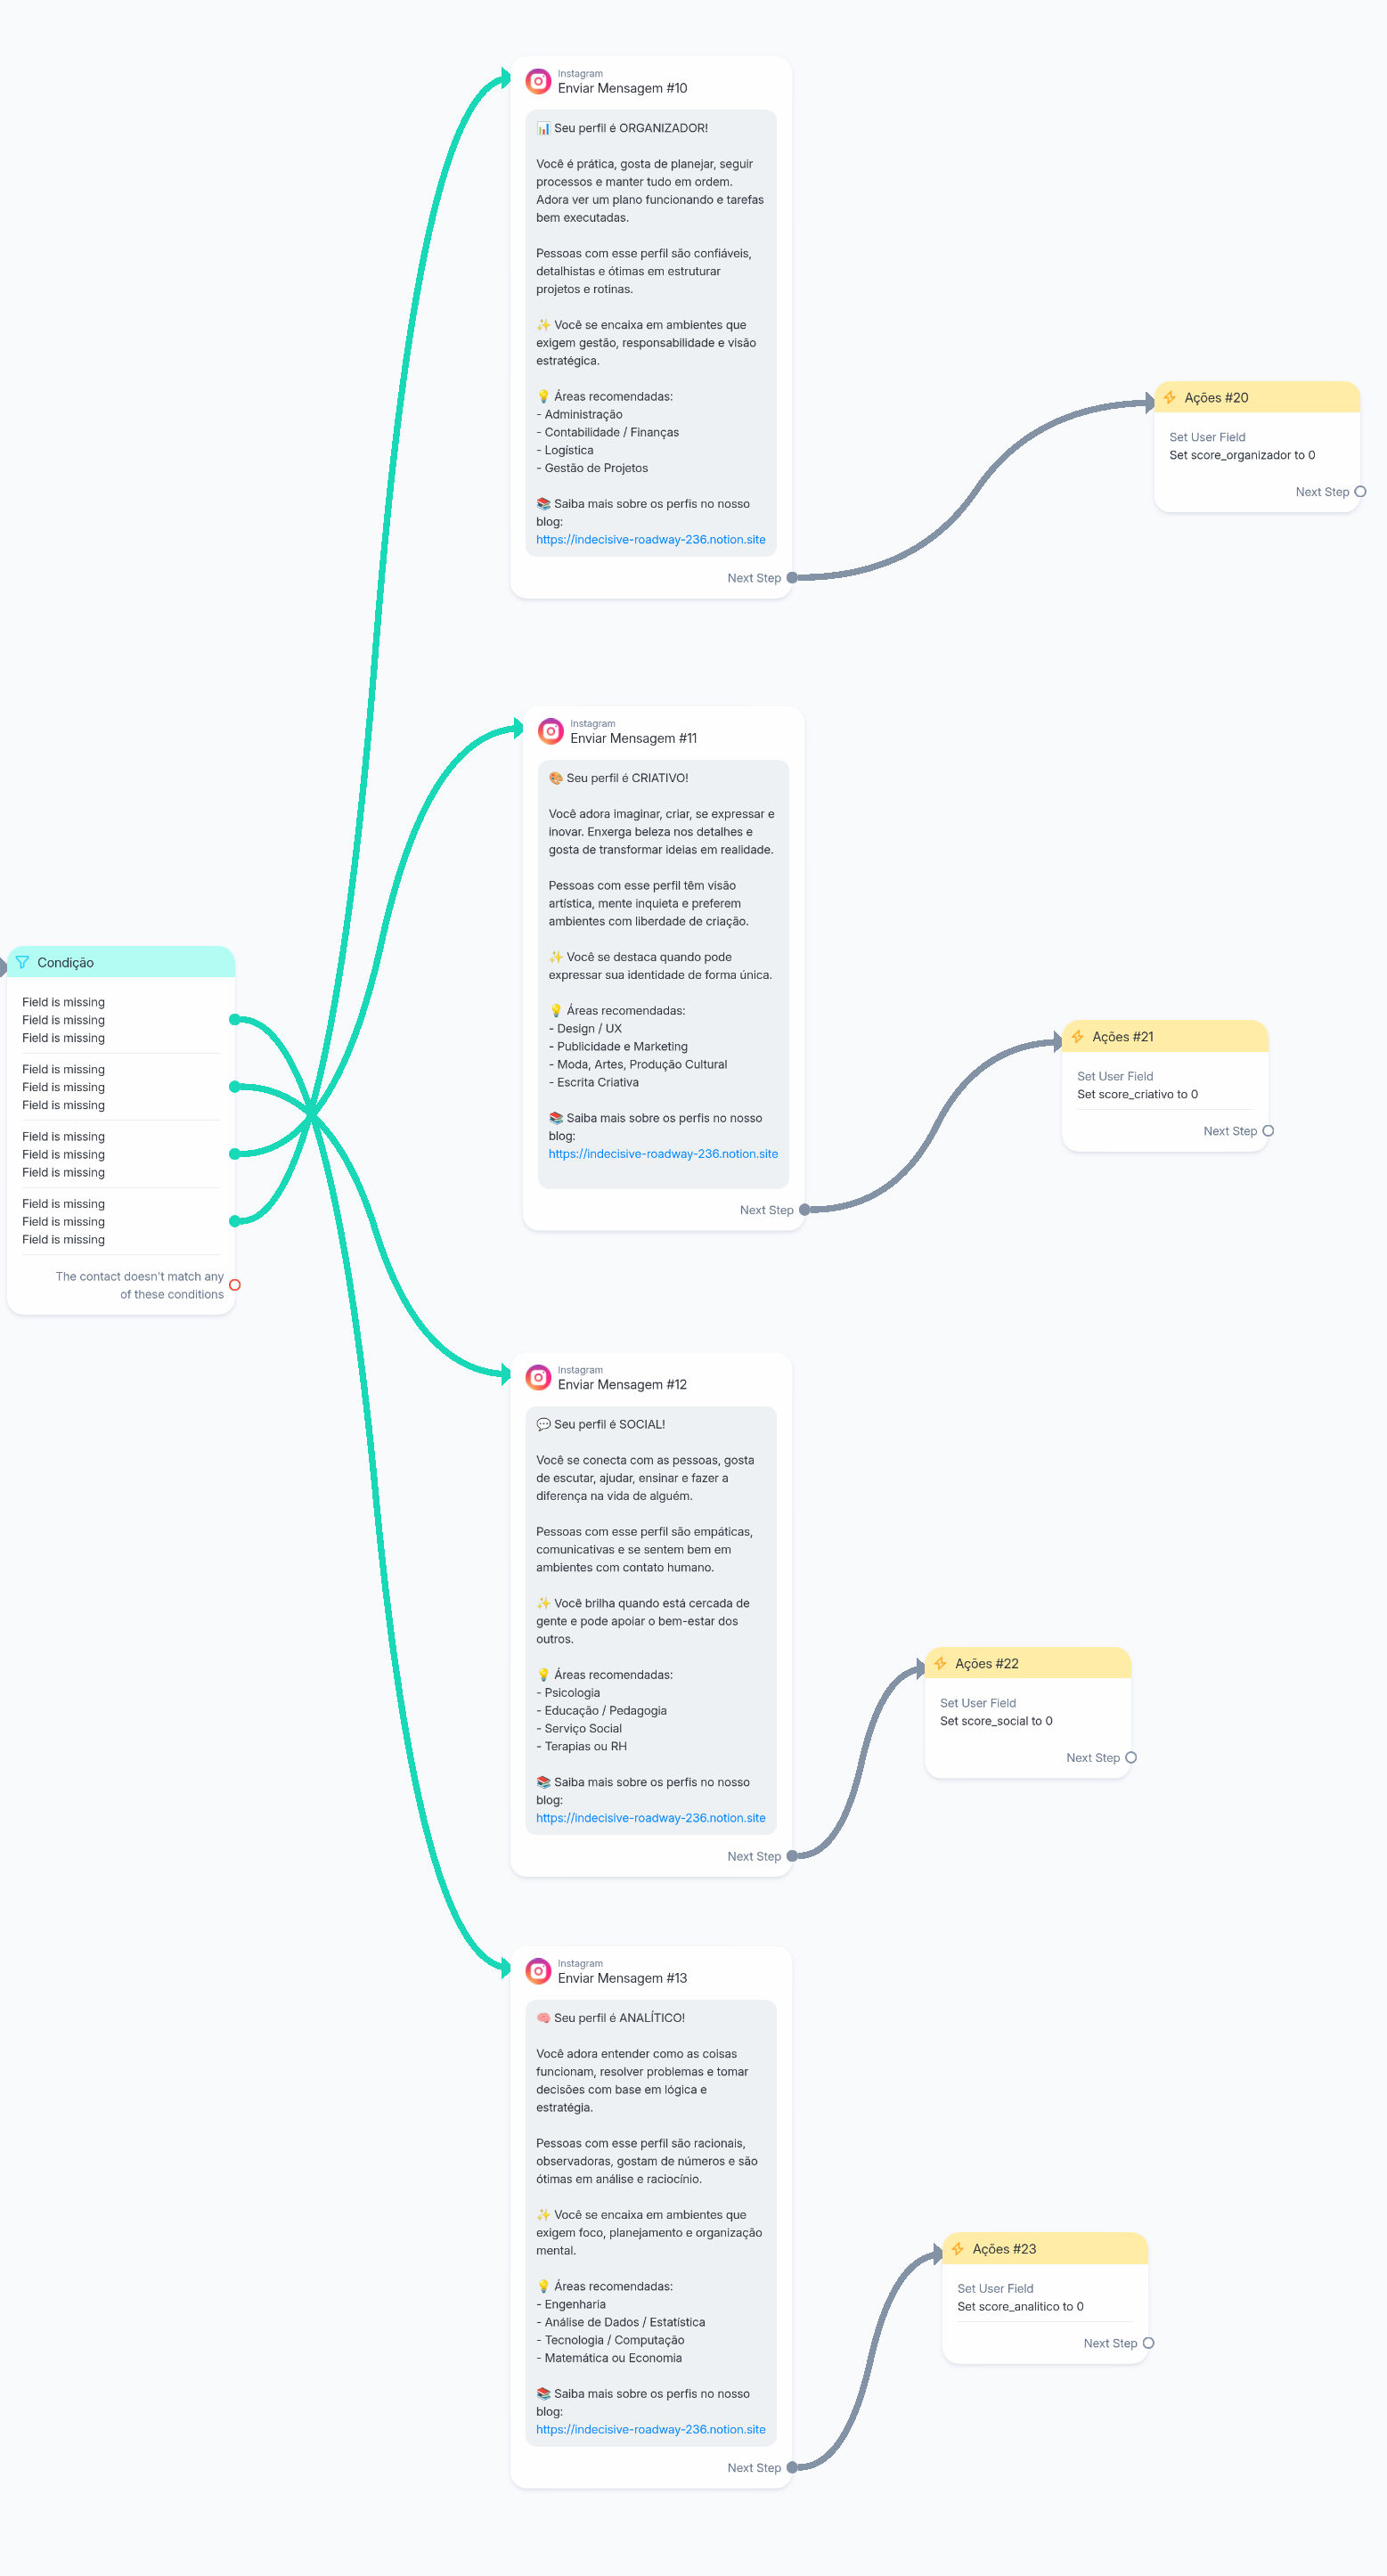 Instagram
Enviar Mensagem #10
📊 Seu perfil é ORGANIZADOR!
Você é prática, gosta de planejar, seguir
processos e manter tudo em ordem.
Adora ver um plano funcionando e tarefas
bem executadas.
Pessoas com esse perfil são confiáveis,
detalhistas e ótimas em estruturar
projetos e rotinas.
✨ Você se encaixa em ambientes que
exigem gestão, responsabilidade e visão
estratégica.
💡 Áreas recomendadas:
- Administração
- Contabilidade / Finanças
- Logística
- Gestão de Projetos
📚 Saiba mais sobre os perfis no nosso
blog:
https://indecisive-roadway-236.notion.site
Next Step
Ações #20
Set User Field
Set score_organizador to 0
Next Step
Instagram
Enviar Mensagem #11
🎨 Seu perfil é CRIATIVO!
Você adora imaginar, criar, se expressar e
inovar. Enxerga beleza nos detalhes e
gosta de transformar ideias em realidade.
Pessoas com esse perfil têm visão
artística, mente inquieta e preferem
ambientes com liberdade de criação.
✨ Você se destaca quando pode
expressar sua identidade de forma única.
💡 Áreas recomendadas:
- Design / UX
- Publicidade e Marketing
- Moda, Artes, Produção Cultural
- Escrita Criativa
📚 Saiba mais sobre os perfis no nosso
blog:
https://indecisive-roadway-236.notion.site
Next Step
Ações #21
Set User Field
Set score_criativo to 0
Next Step
Condição
Field is missing
Field is missing
Field is missing
Field is missing
Field is missing
Field is missing
Field is missing
Field is missing
Field is missing
Field is missing
Field is missing
Field is missing
The contact doesn't match any
of these conditions
Instagram
Enviar Mensagem #12
💬 Seu perfil é SOCIAL!
Você se conecta com as pessoas, gosta
de escutar, ajudar, ensinar e fazer a
diferença na vida de alguém.
Pessoas com esse perfil são empáticas,
comunicativas e se sentem bem em
ambientes com contato humano.
✨ Você brilha quando está cercada de
gente e pode apoiar o bem-estar dos
outros.
💡 Áreas recomendadas:
- Psicologia
- Educação / Pedagogia
- Serviço Social
- Terapias ou RH
📚 Saiba mais sobre os perfis no nosso
blog:
https://indecisive-roadway-236.notion.site
Next Step
Ações #22
Set User Field
Set score_social to 0
Next Step
Instagram
Enviar Mensagem #13
🧠 Seu perfil é ANALÍTICO!
Você adora entender como as coisas
funcionam, resolver problemas e tomar
decisões com base em lógica e
estratégia.
Pessoas com esse perfil são racionais,
observadoras, gostam de números e são
ótimas em análise e raciocínio.
✨ Você se encaixa em ambientes que
exigem foco, planejamento e organização
mental.
💡 Áreas recomendadas:
- Engenharia
- Análise de Dados / Estatística
- Tecnologia / Computação
- Matemática ou Economia
📚 Saiba mais sobre os perfis no nosso
blog:
https://indecisive-roadway-236.notion.site
Next Step
Ações #23
Set User Field
Set score_analitico to 0
Next Step